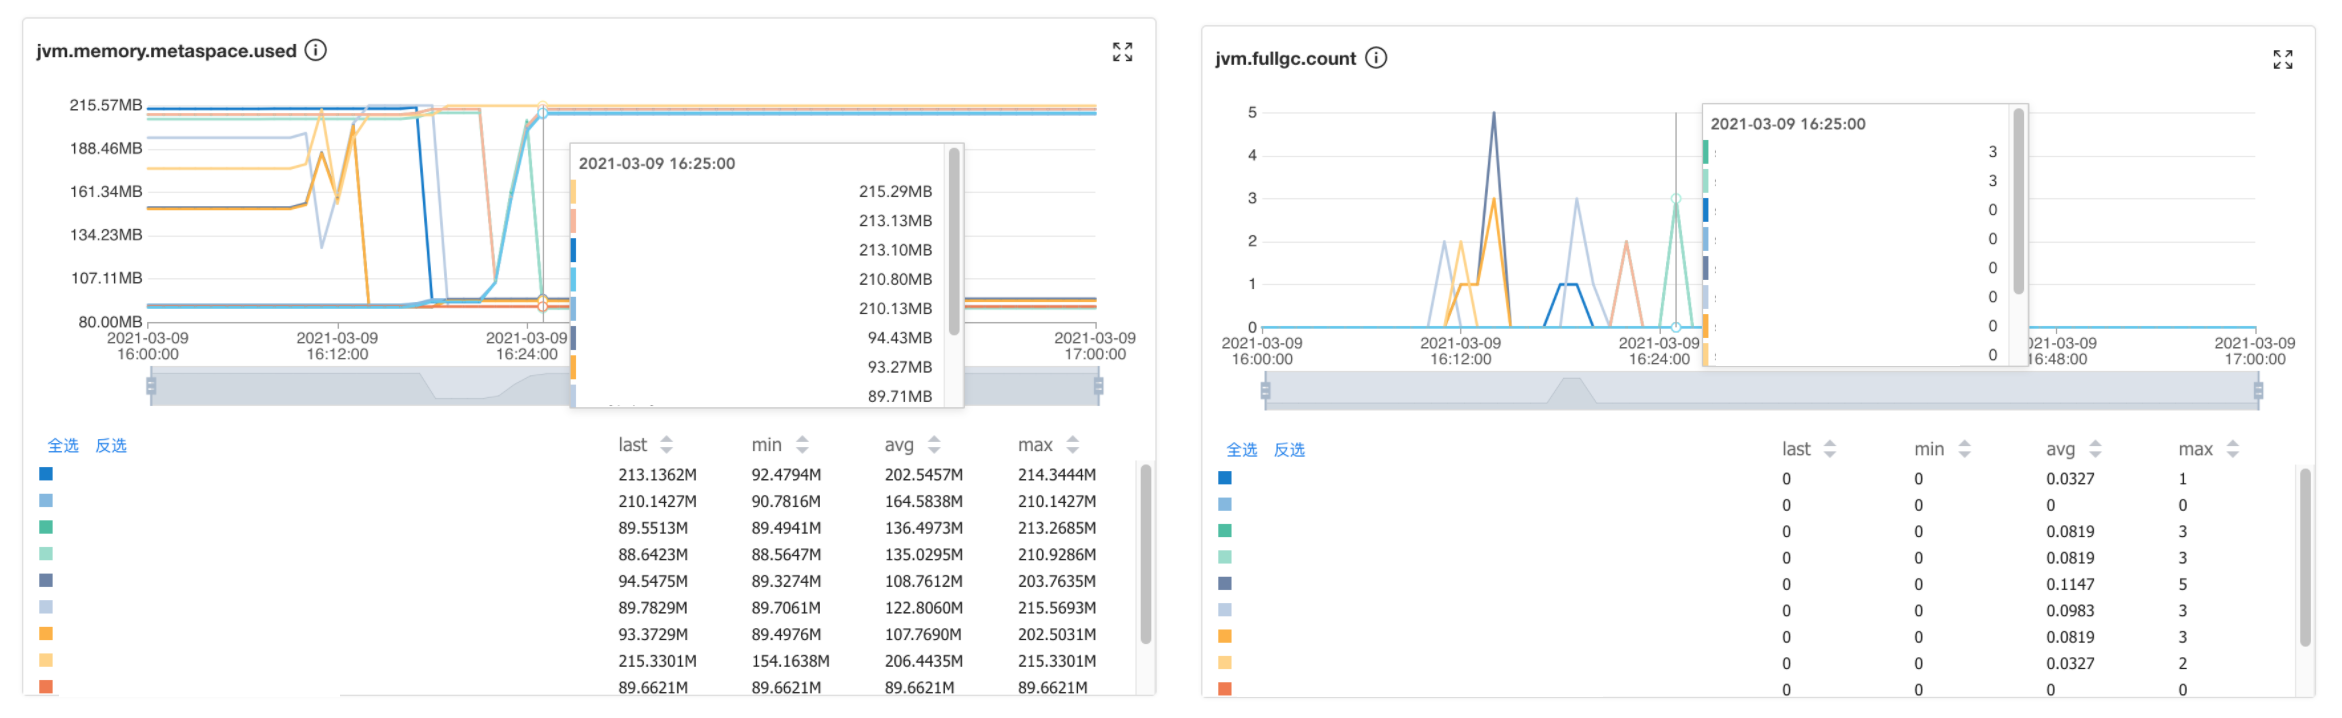 jvm.memory.metaspace.used
215.57MB
188.46MB
161.34MB
134.23MB
107.11MB
80.00MB
2021-03-09
16:00:00
2021-03-09
16:12:00
2021-03-09
16:24:00
2021-03-09
17:00:00
2021-03-09 16:25:00
215.29MB
213.13MB
213.10MB
210.80MB
210.13MB
94.43MB
93.27MB
89.71MB
全选 反选 last min avg max
213.1362M 92.4794M 202.5457M 214.3444M
210.1427M 90.7816M 164.5838M 210.1427M
89.5513M 89.4941M 136.4973M 213.2685M
88.6423M 88.5647M 135.0295M 210.9286M
94.5475M 89.3274M 108.7612M 203.7635M
89.7829M 89.7061M 122.8060M 215.5693M
93.3729M 89.4976M 107.7690M 202.5031M
215.3301M 154.1638M 206.4435M 215.3301M
89.6621M 89.6621M 89.6621M 89.6621M
jvm.fullgc.count
5
4
3
2
1
0
2021-03-09
16:00:00
2021-03-09
16:12:00
2021-03-09
16:24:00
2021-03-09
16:48:00
2021-03-09
17:00:00
2021-03-09 16:25:00
3
3
0
0
0
0
0
0
全选 反选 last min avg max
0 0 0.0327 1
0 0 0 0
0 0 0.0819 3
0 0 0.0819 3
0 0 0.1147 5
0 0 0.0983 3
0 0 0.0819 3
0 0 0.0327 2
0 0 0 0